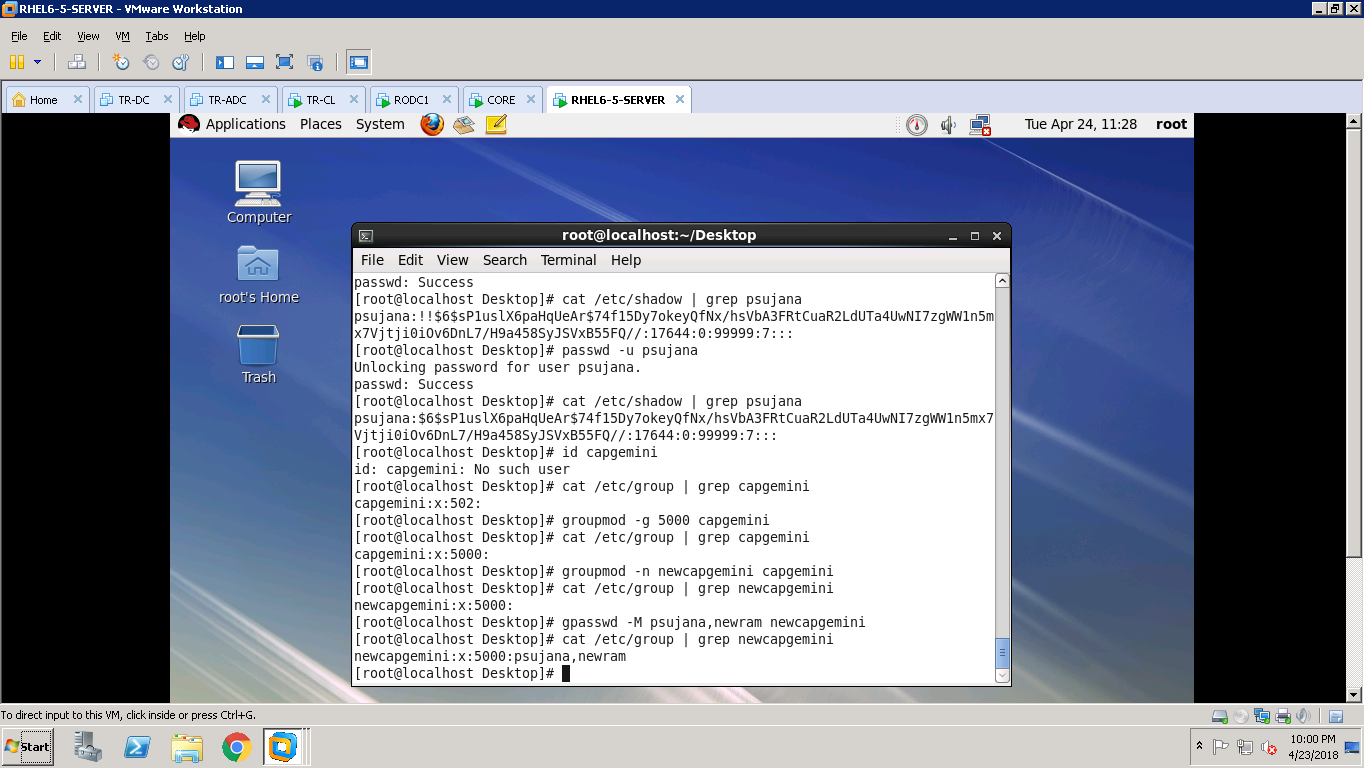 RHEL6-5-SERVER - VMware Workstation
File Edit View VM Tabs Help
Home TR-DC TR-ADC TR-CL RODC1 CORE RHEL6-5-SERVER
Applications Places System Tue Apr 24, 11:28 root
Computer
root's Home
Trash
root@localhost:~/Desktop
File Edit View Search Terminal Help
passwd: Success
[root@localhost Desktop]# cat /etc/shadow | grep psujana
psujana:!!$6$sP1uslX6paHqUeAr$74f15Dy7okeyQfNx/hsVbA3FRtCuaR2LdUTa4UwNI7zgWW1n5m
x7Vjtji0iOv6DnL7/H9a458SyJSVxB55FQ//:17644:0:99999:7:::
[root@localhost Desktop]# passwd -u psujana
Unlocking password for user psujana.
passwd: Success
[root@localhost Desktop]# cat /etc/shadow | grep psujana
psujana:$6$sP1uslX6paHqUeAr$74f15Dy7okeyQfNx/hsVbA3FRtCuaR2LdUTa4UwNI7zgWW1n5mx7
Vjtji0iOv6DnL7/H9a458SyJSVxB55FQ//:17644:0:99999:7:::
[root@localhost Desktop]# id capgemini
id: capgemini: No such user
[root@localhost Desktop]# cat /etc/group | grep capgemini
capgemini:x:502:
[root@localhost Desktop]# groupmod -g 5000 capgemini
[root@localhost Desktop]# cat /etc/group | grep capgemini
capgemini:x:5000:
[root@localhost Desktop]# groupmod -n newcapgemini capgemini
[root@localhost Desktop]# cat /etc/group | grep newcapgemini
newcapgemini:x:5000:
[root@localhost Desktop]# gpasswd -M psujana,newram newcapgemini
[root@localhost Desktop]# cat /etc/group | grep newcapgemini
newcapgemini:x:5000:psujana,newram
[root@localhost Desktop]#
To direct input to this VM, click inside or press Ctrl+G.
Start
10:00 PM
4/23/2018